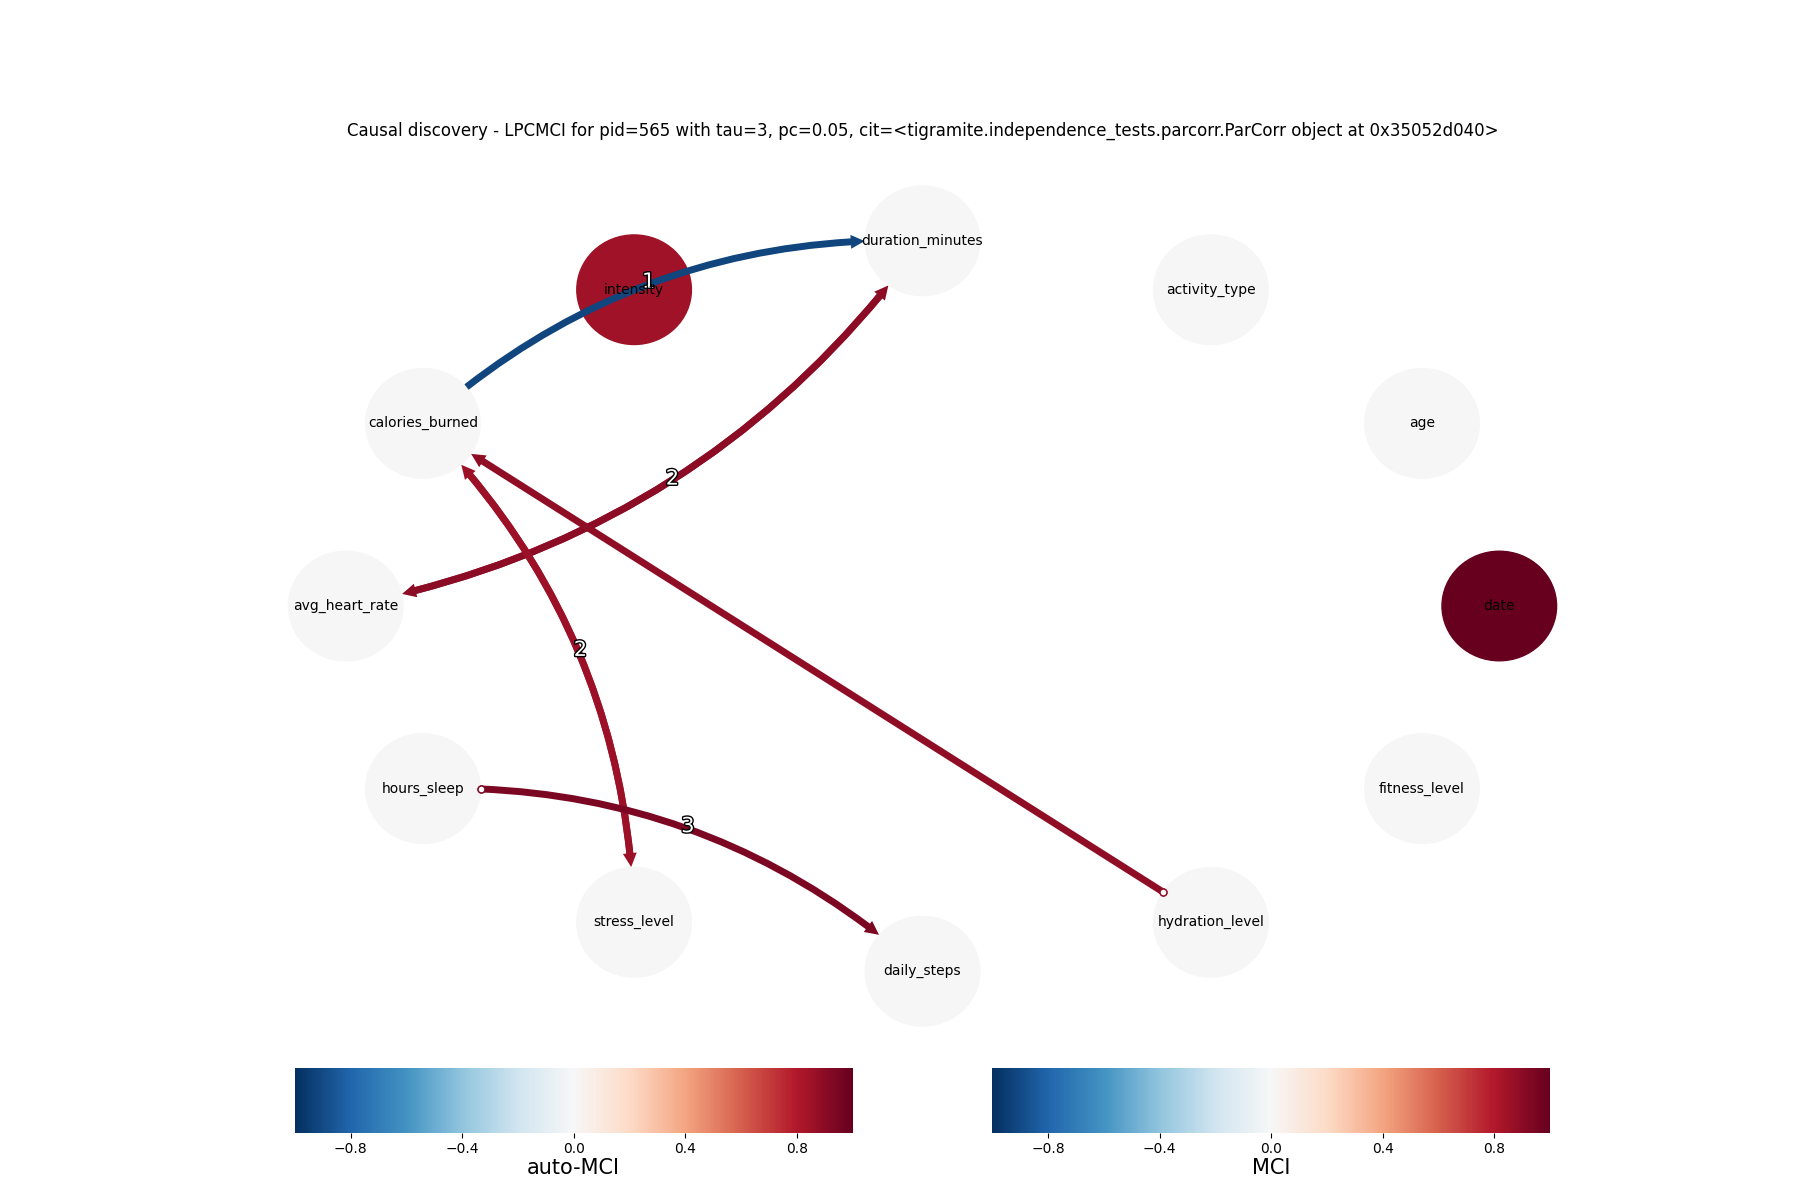 Causal discovery - LPCMCI for pid=565 with tau=3, pc=0.05, cit=<tigramite.independence_tests.parcorr.ParCorr object at 0x35052d040>
duration_minutes
intensity
1
activity_type
calories_burned
age
2
avg_heart_rate
date
2
hours_sleep
fitness_level
3
stress_level
hydration_level
daily_steps
−0.8 −0.4 0.0 0.4 0.8
auto-MCI
−0.8 −0.4 0.0 0.4 0.8
MCI